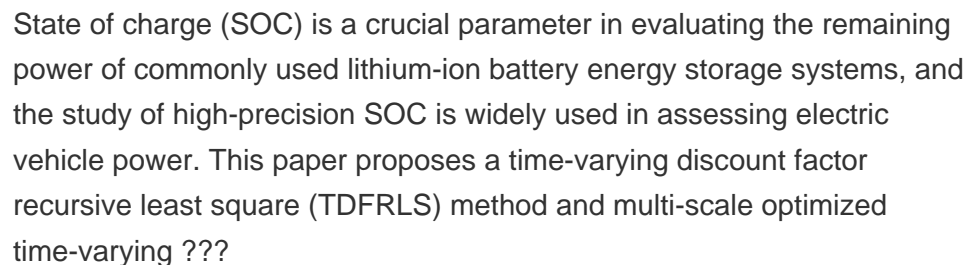 State of charge (SOC) is a crucial parameter in evaluating the remaining
power of commonly used lithium-ion battery energy storage systems, and
the study of high-precision SOC is widely used in assessing electric
vehicle power. This paper proposes a time-varying discount factor
recursive least square (TDFRLS) method and multi-scale optimized
time-varying ???